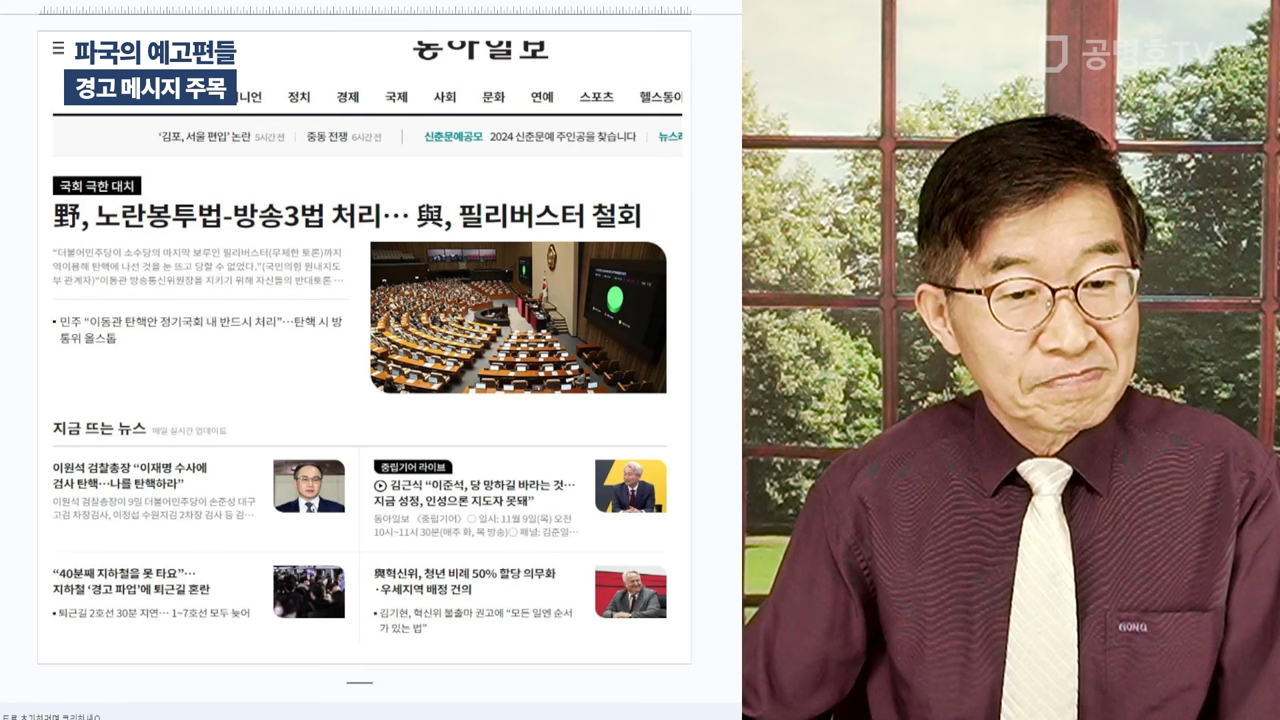 파국의 예고편들
경고 메시지 주목
동아일보
공병호TV
니언 정치 경제 국제 사회 문화 연예 스포츠 헬스동아
‘김포, 서울 편입’ 논란 5시간 전 중동 전쟁 6시간 전 신춘문예공모 2024 신춘문예 주인공을 찾습니다 뉴스레
국회 극한 대치
野, 노란봉투법-방송3법 처리… 與, 필리버스터 철회
“더불어민주당이 소수당의 마지막 보루인 필리버스터(무제한 토론)까지
역이용해 탄핵에 나선 것을 눈 뜨고 당할 수 없었다.”(국민의힘 원내지도
부 관계자)“이동관 방송통신위원장을 지키기 위해 자신들의 반대토론 …
▪ 민주 “이동관 탄핵안 정기국회 내 반드시 처리”…탄핵 시 방
통위 올스톱
지금 뜨는 뉴스 매일 실시간 업데이트
이원석 검찰총장 “이재명 수사에
검사 탄핵…나를 탄핵하라”
이원석 검찰총장이 9일 더불어민주당이 손준성 대구
고검 차장검사, 이정섭 수원지검 2차장 검사 등 검…
중립기어 라이브
김근식 “이준석, 당 망하길 바라는 것…
지금 성정, 인성으론 지도자 못돼”
동아일보 〈중립기어〉○ 일시: 11월 9일(목) 오전
10시~11시 30분(매주 화, 목 방송)○ 패널: 김준일…
“40분째 지하철을 못 타요”…
지하철 ‘경고 파업’에 퇴근길 혼란
▪ 퇴근길 2호선 30분 지연… 1~7호선 모두 늦어
與혁신위, 청년 비례 50% 할당 의무화
·우세지역 배정 건의
▪ 김기현, 혁신위 불출마 권고에 “모든 일엔 순서
가 있는 법”
GONG